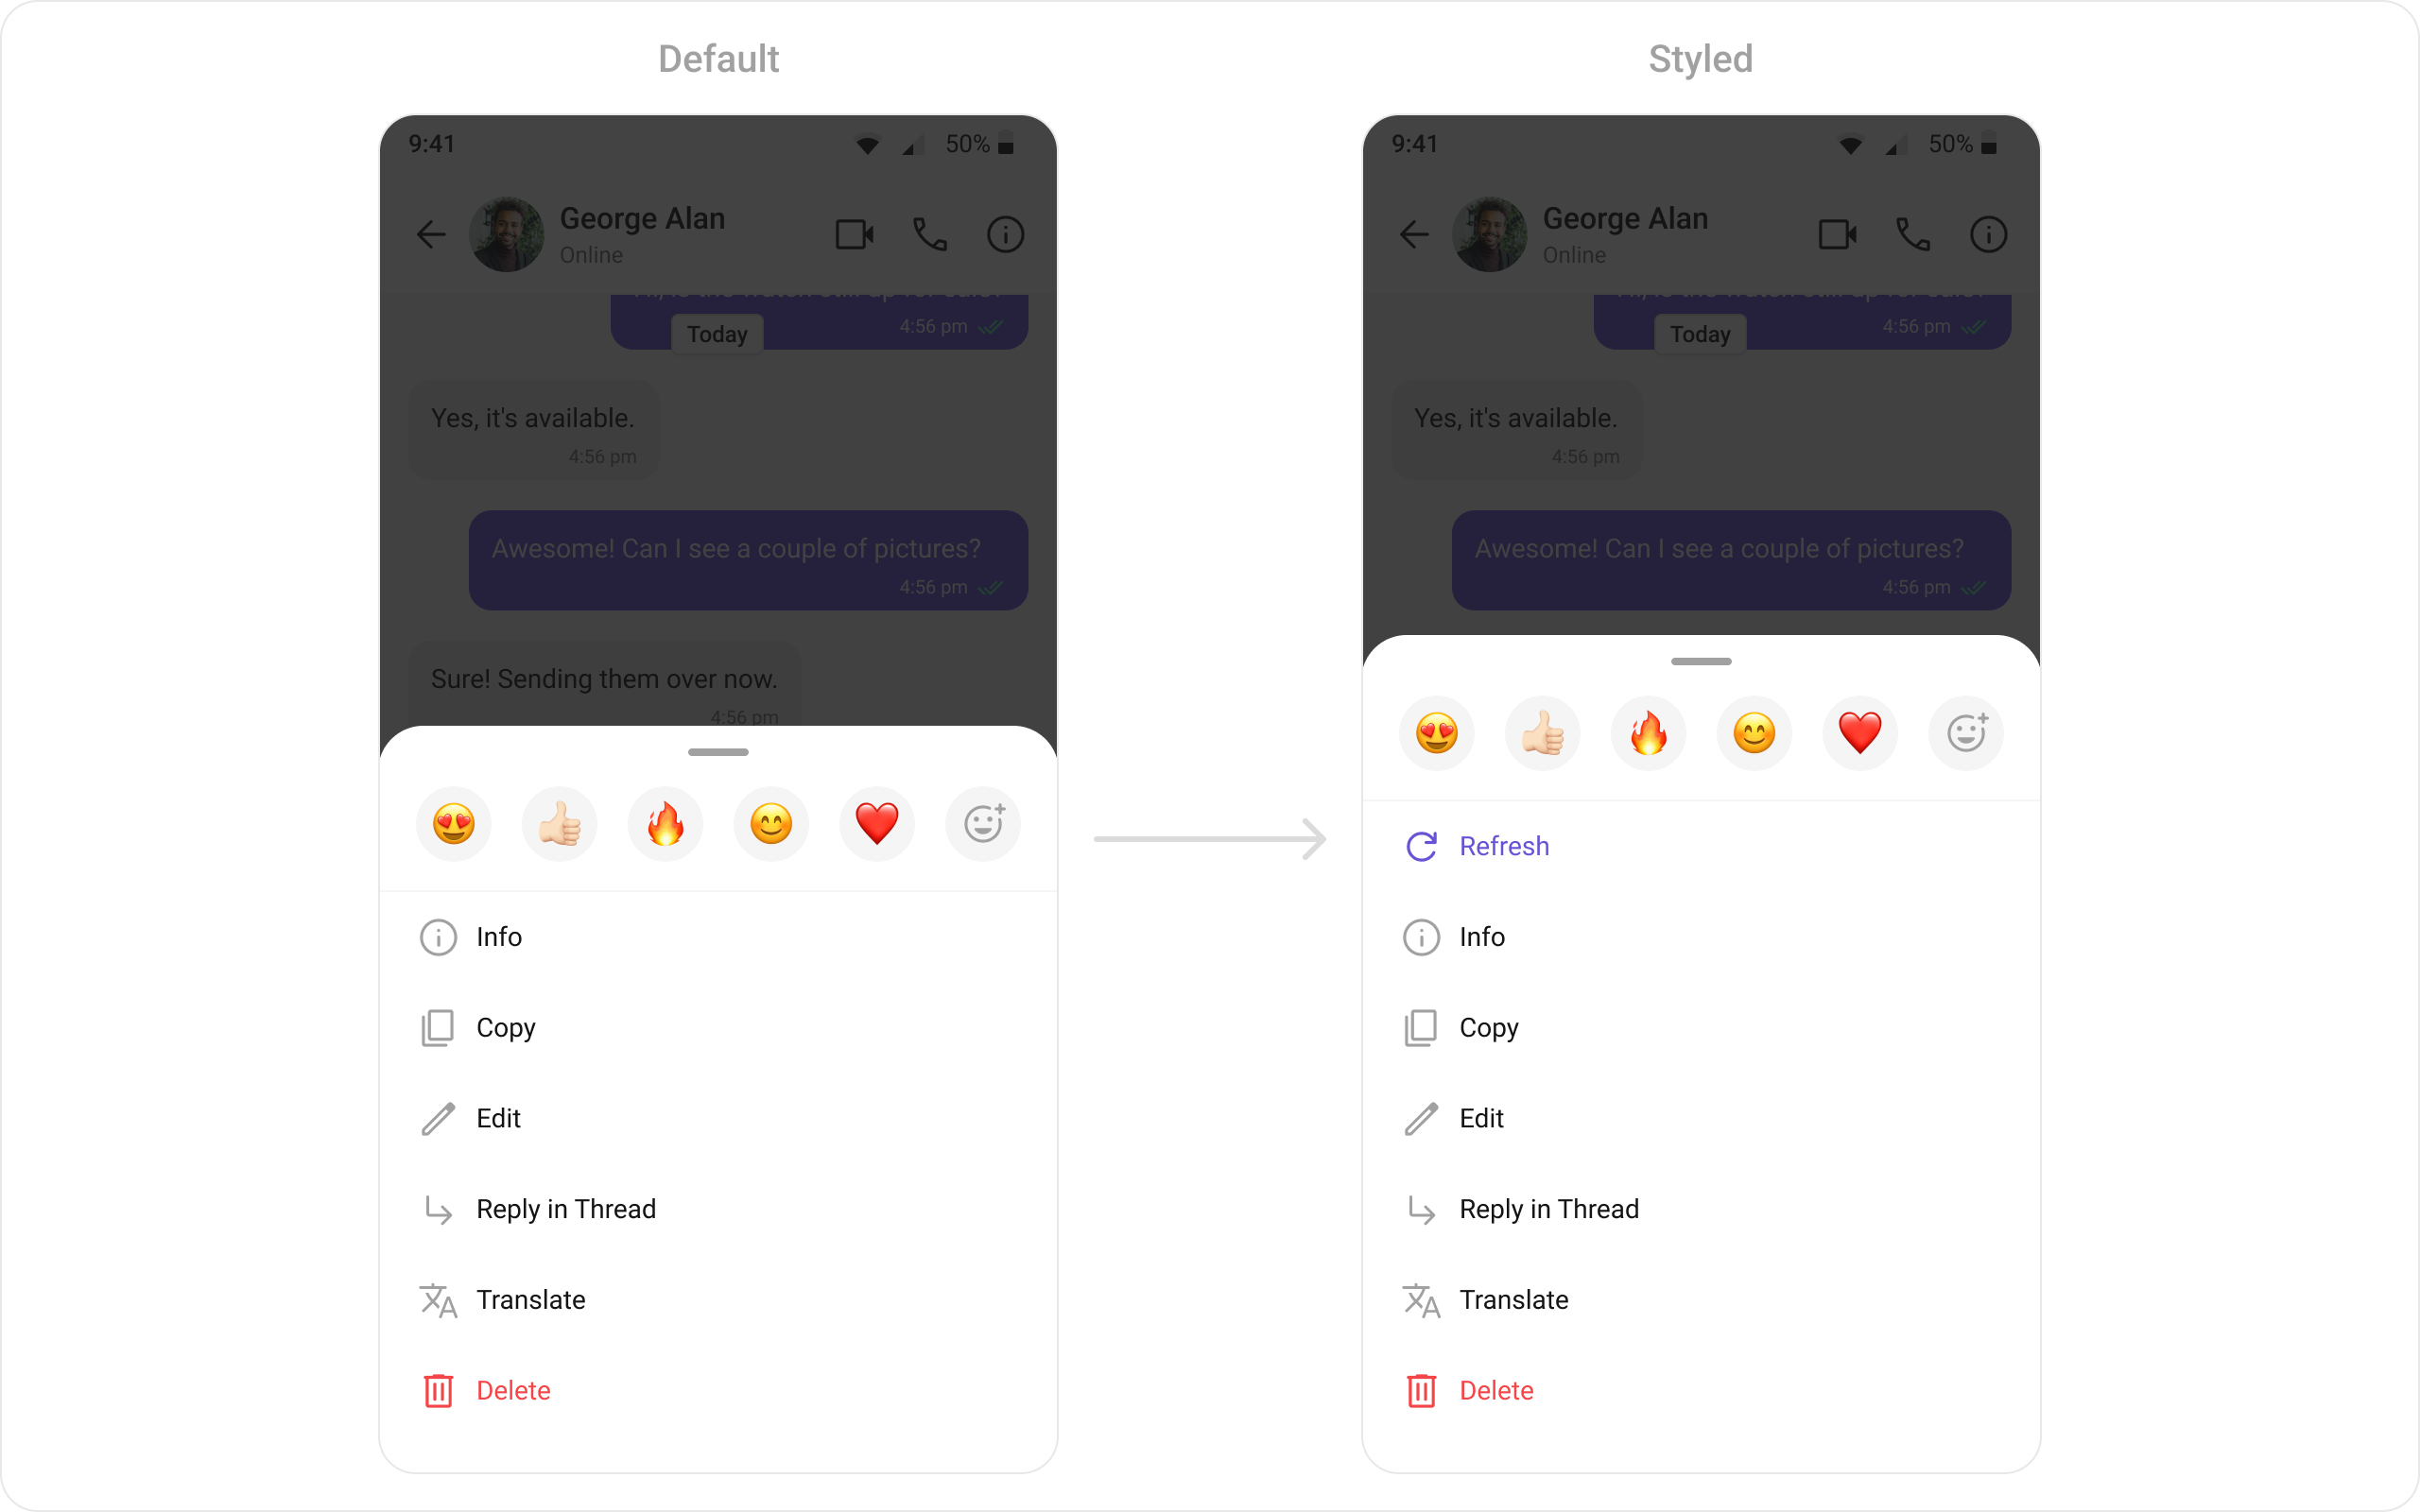 Default
9:41
50%
George Alan
Online
4:56 pm
Today
Yes, it's available.
4:56 pm
Awesome! Can I see a couple of pictures?
4:56 pm
Sure! Sending them over now.
4:56 pm
Info
Copy
Edit
Reply in Thread
Translate
Delete
Styled
9:41
50%
George Alan
Online
4:56 pm
Today
Yes, it's available.
4:56 pm
Awesome! Can I see a couple of pictures?
4:56 pm
Refresh
Info
Copy
Edit
Reply in Thread
Translate
Delete